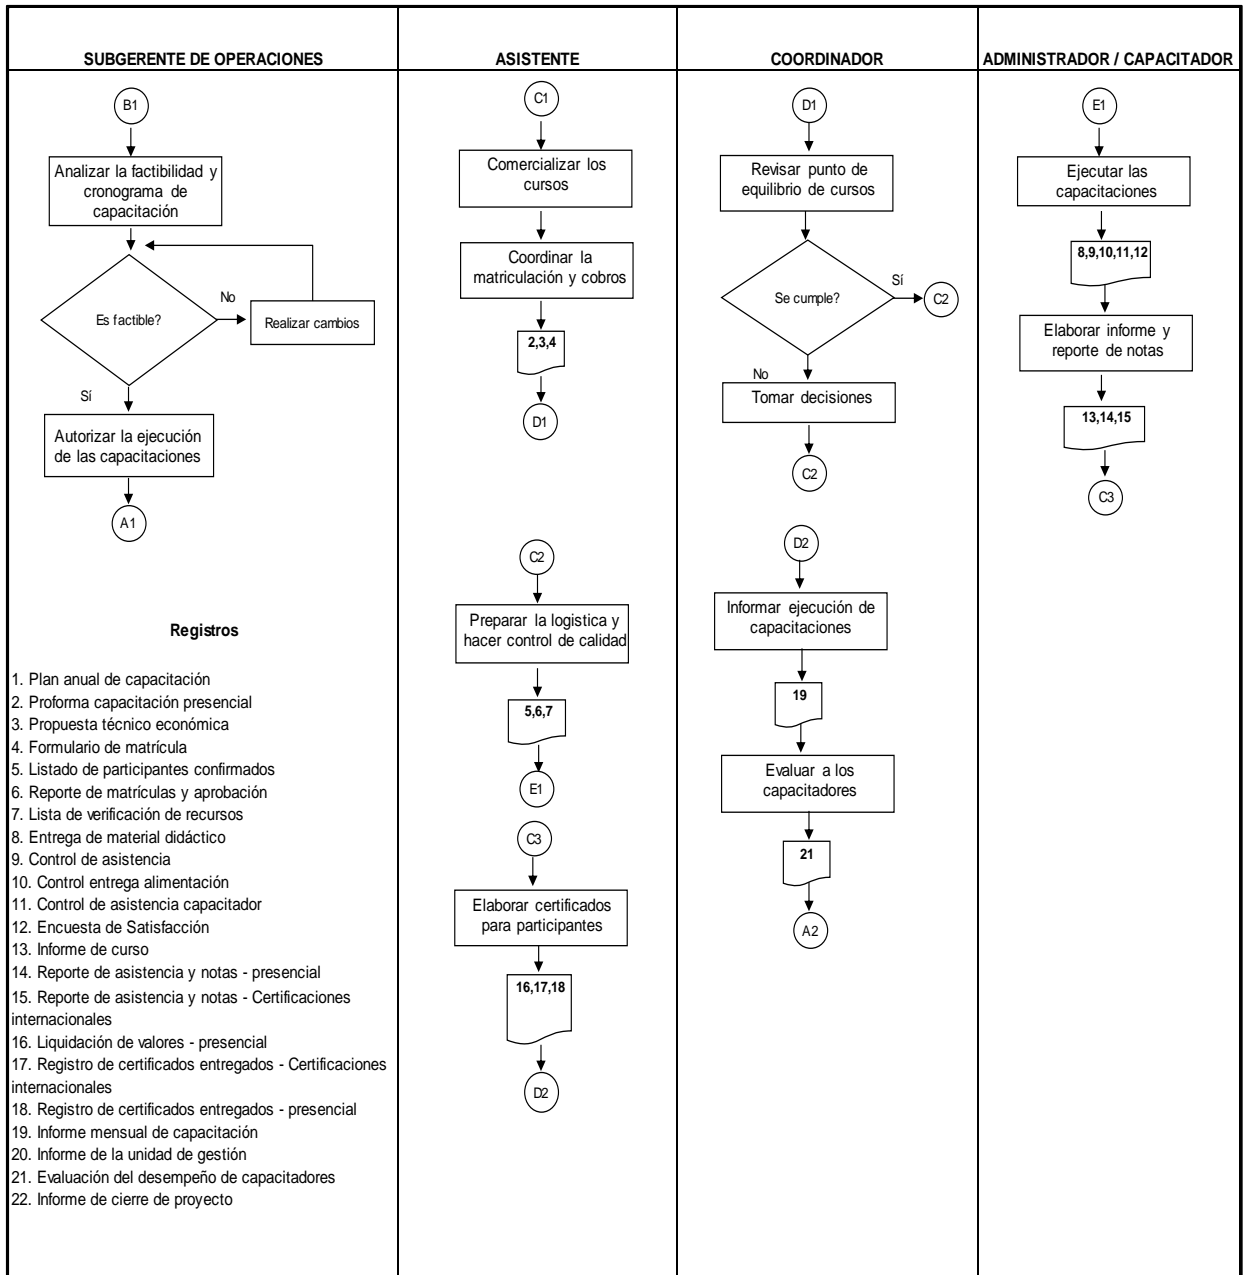 SUBGERENTE DE OPERACIONES
ASISTENTE
COORDINADOR
ADMINISTRADOR / CAPACITADOR
B1
Analizar la factibilidad y
cronograma de
capacitación
Es factible?
No
Realizar cambios
Sí
Autorizar la ejecución
de las capacitaciones
A1
Registros
1. Plan anual de capacitación
2. Proforma capacitación presencial
3. Propuesta técnico económica
4. Formulario de matrícula
5. Listado de participantes confirmados
6. Reporte de matrículas y aprobación
7. Lista de verificación de recursos
8. Entrega de material didáctico
9. Control de asistencia
10. Control entrega alimentación
11. Control de asistencia capacitador
12. Encuesta de Satisfacción
13. Informe de curso
14. Reporte de asistencia y notas - presencial
15. Reporte de asistencia y notas - Certificaciones
internacionales
16. Liquidación de valores - presencial
17. Registro de certificados entregados - Certificaciones
internacionales
18. Registro de certificados entregados - presencial
19. Informe mensual de capacitación
20. Informe de la unidad de gestión
21. Evaluación del desempeño de capacitadores
22. Informe de cierre de proyecto
C1
Comercializar los
cursos
Coordinar la
matriculación y cobros
2,3,4
D1
C2
Preparar la logistica y
hacer control de calidad
5,6,7
E1
C3
Elaborar certificados
para participantes
16,17,18
D2
D1
Revisar punto de
equilibrio de cursos
Se cumple?
Sí
C2
No
Tomar decisiones
C2
D2
Informar ejecución de
capacitaciones
19
Evaluar a los
capacitadores
21
A2
E1
Ejecutar las
capacitaciones
8,9,10,11,12
Elaborar informe y
reporte de notas
13,14,15
C3